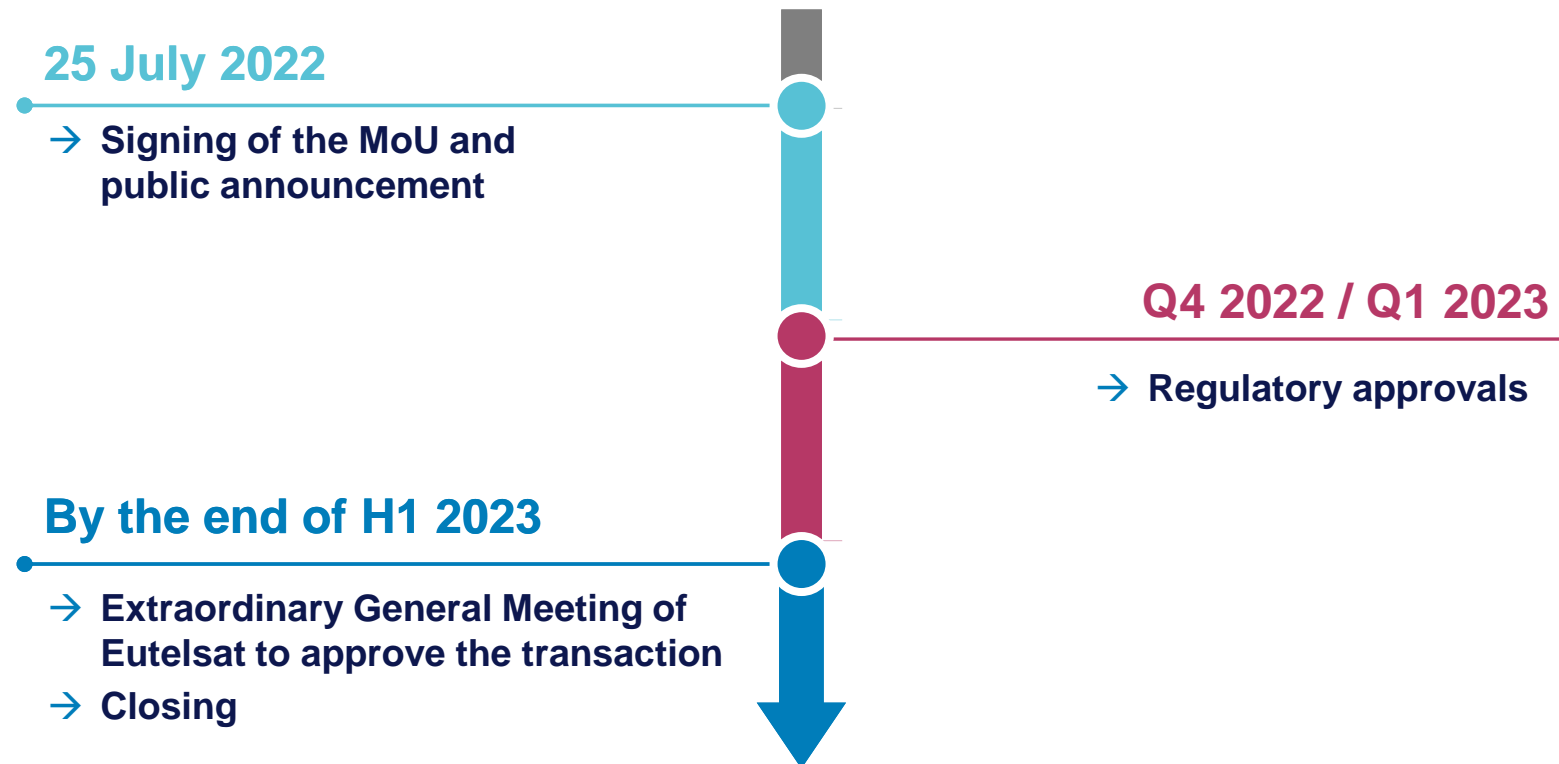 25 July 2022
→ Signing of the MoU and
public announcement
Q4 2022 / Q1 2023
→ Regulatory approvals
By the end of H1 2023
→ Extraordinary General Meeting of
Eutelsat to approve the transaction
→ Closing